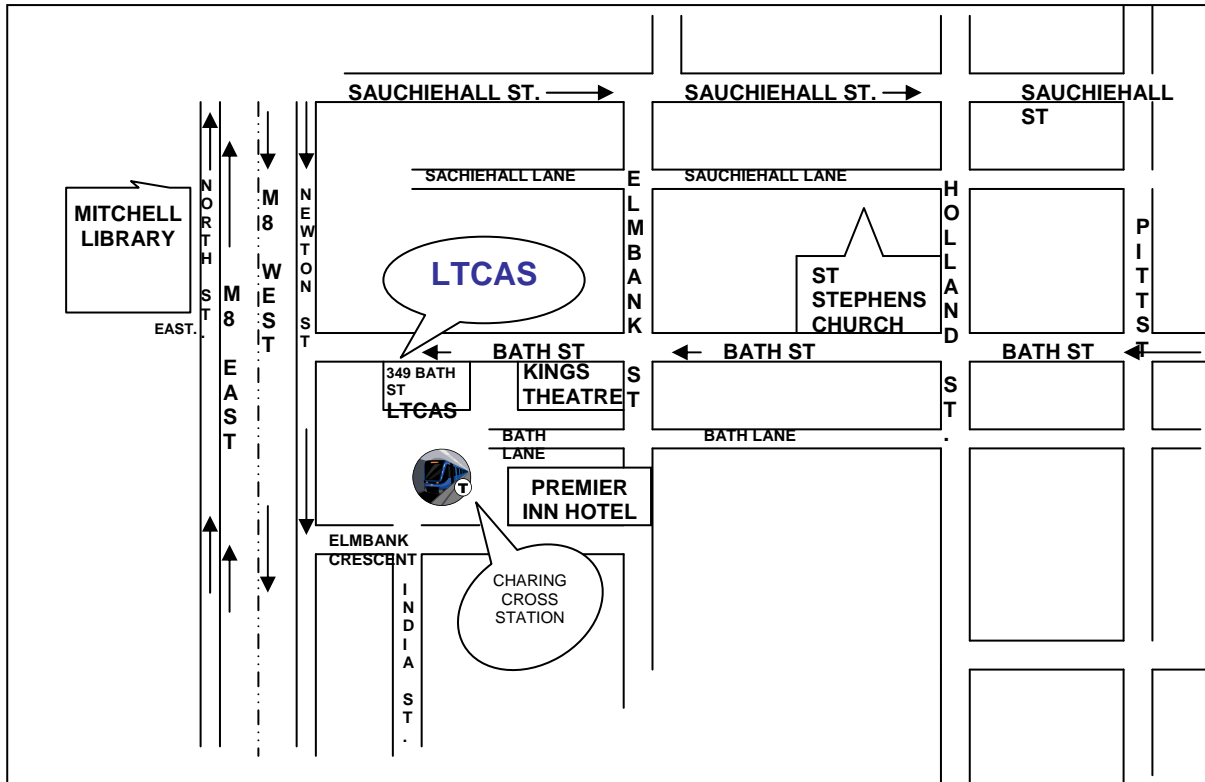 SAUCHIEHALL ST.
SAUCHIEHALL ST.
SAUCHIEHALL
ST
SACHIEHALL LANE
SAUCHIEHALL LANE
MITCHELL
LIBRARY
NORTH ST.
EAST.
M8 EAST
M8 WEST
NEWTON ST
LTCAS
ELMBANK ST
ST
STEPHENS
CHURCH
HOLLAND ST.
PITT ST
BATH ST
BATH ST
BATH ST
349 BATH
ST
LTCAS
KINGS
THEATRE
BATH
LANE
BATH LANE
PREMIER
INN HOTEL
T
ELMBANK
CRESCENT
CHARING
CROSS
STATION
INDIA ST.